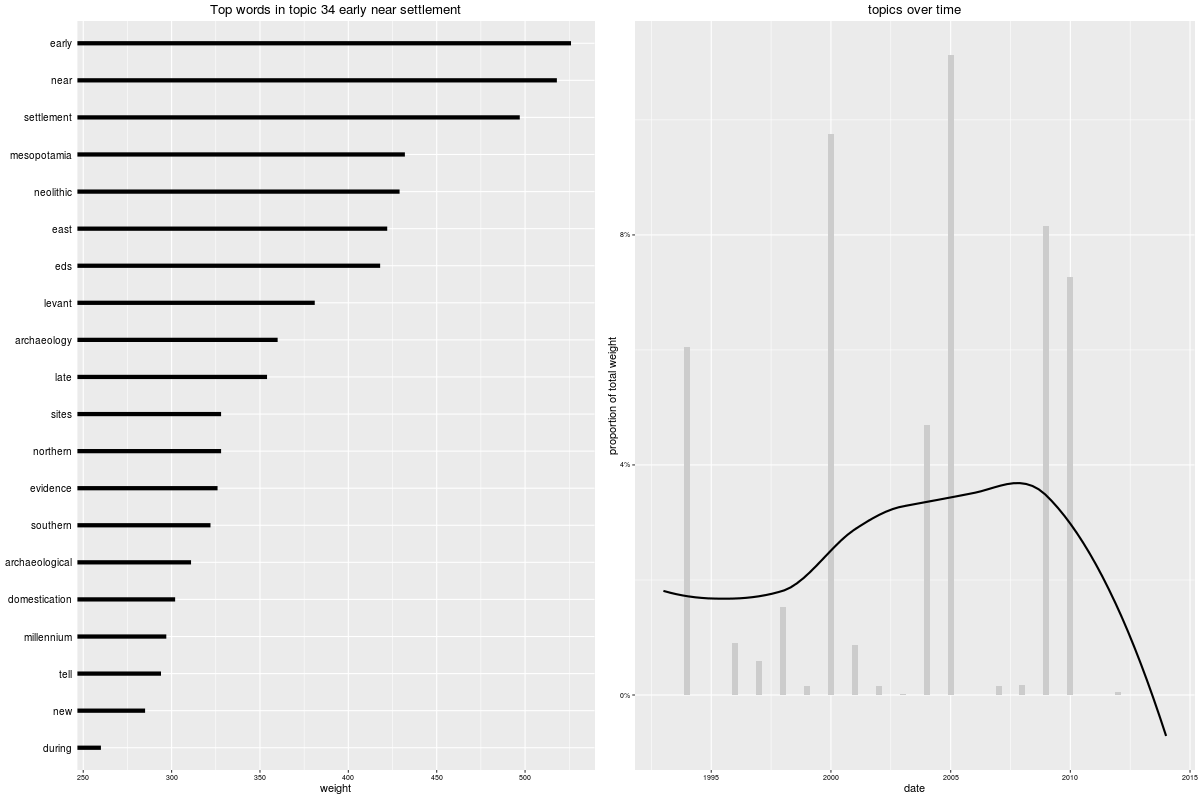 Top words in topic 34 early near settlement
early
near
settlement
mesopotamia
neolithic
east
eds
levant
archaeology
late
sites
northern
evidence
southern
archaeological
domestication
millennium
tell
new
during
250 300 350 400 450 500
weight
topics over time
proportion of total weight
8%
4%
0%
1995 2000 2005 2010 2015
date